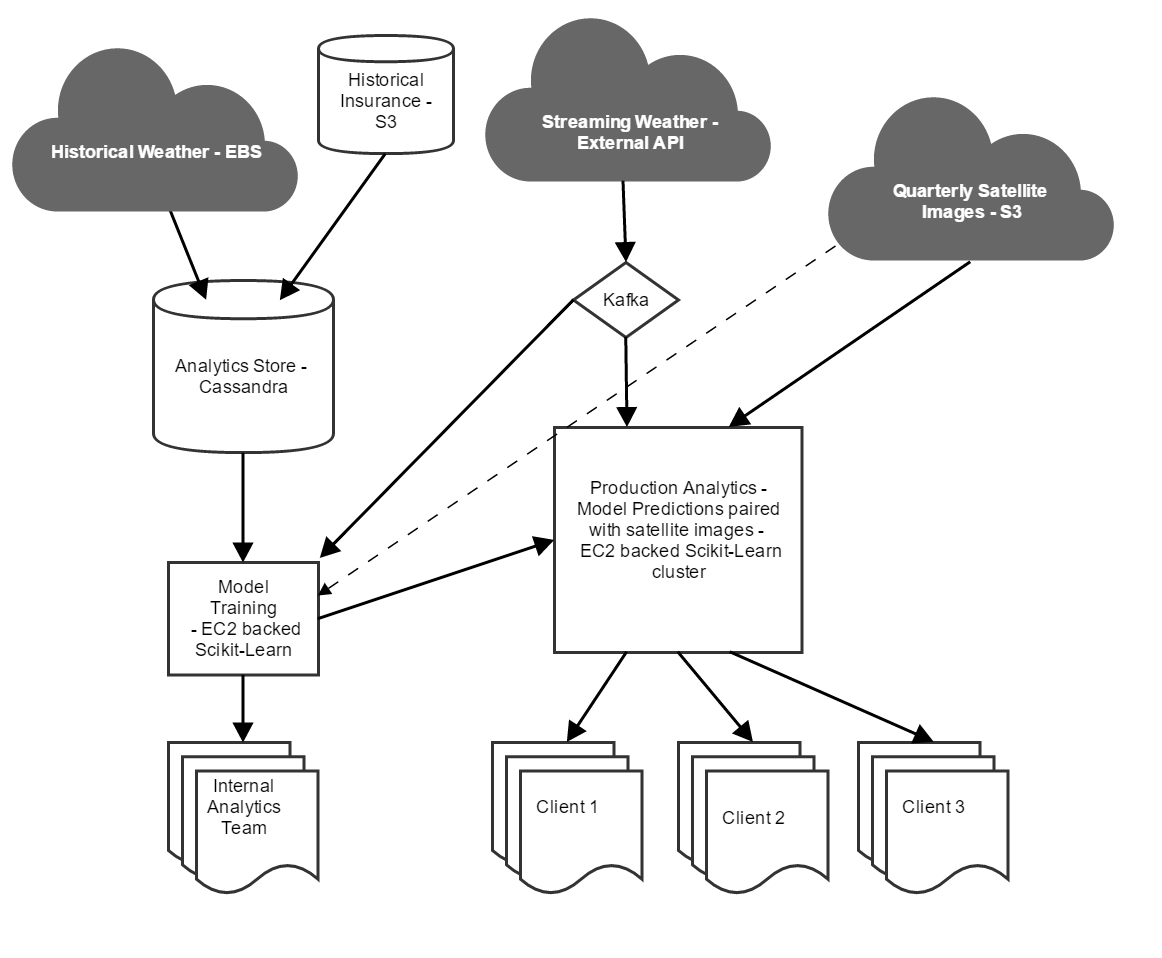 Historical Weather - EBS
Historical
Insurance -
S3
Streaming Weather -
External API
Quarterly Satellite
Images - S3
Kafka
Analytics Store -
Cassandra
Production Analytics -
Model Predictions paired
with satellite images -
EC2 backed Scikit-Learn
cluster
Model
Training
- EC2 backed
Scikit-Learn
Internal
Analytics
Team
Client 1
Client 2
Client 3